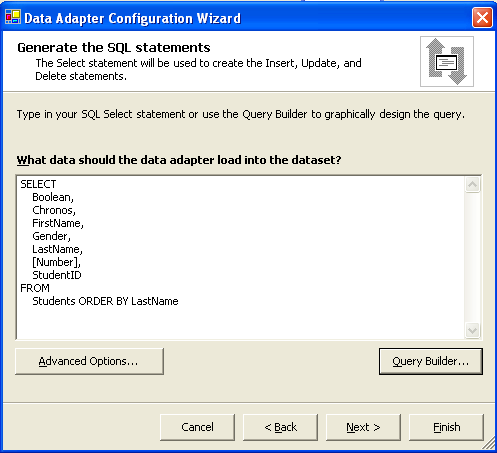 Data Adapter Configuration Wizard
Generate the SQL statements
The Select statement will be used to create the Insert, Update, and
Delete statements.
Type in your SQL Select statement or use the Query Builder to graphically design the query.
What data should the data adapter load into the dataset?
SELECT
Boolean,
Chronos,
FirstName,
Gender,
LastName,
[Number],
StudentID
FROM
Students ORDER BY LastName
Advanced Options... Query Builder...
Cancel < Back Next > Finish